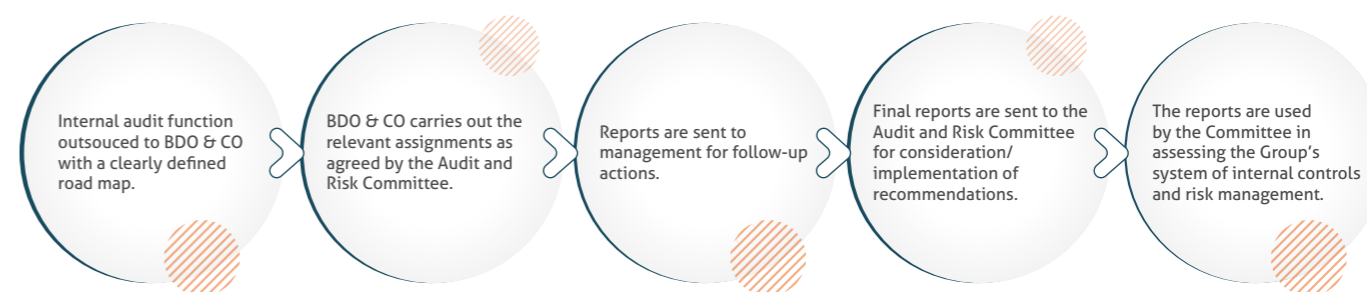 Internal audit function
outsouced to BDO & CO
with a clearly defined
road map.
BDO & CO carries out the
relevant assignments as
agreed by the Audit and
Risk Committee.
Reports are sent to
management for follow-up
actions.
Final reports are sent to the
Audit and Risk Committee
for consideration/
implementation of
recommendations.
The reports are used
by the Committee in
assessing the Group’s
system of internal controls
and risk management.